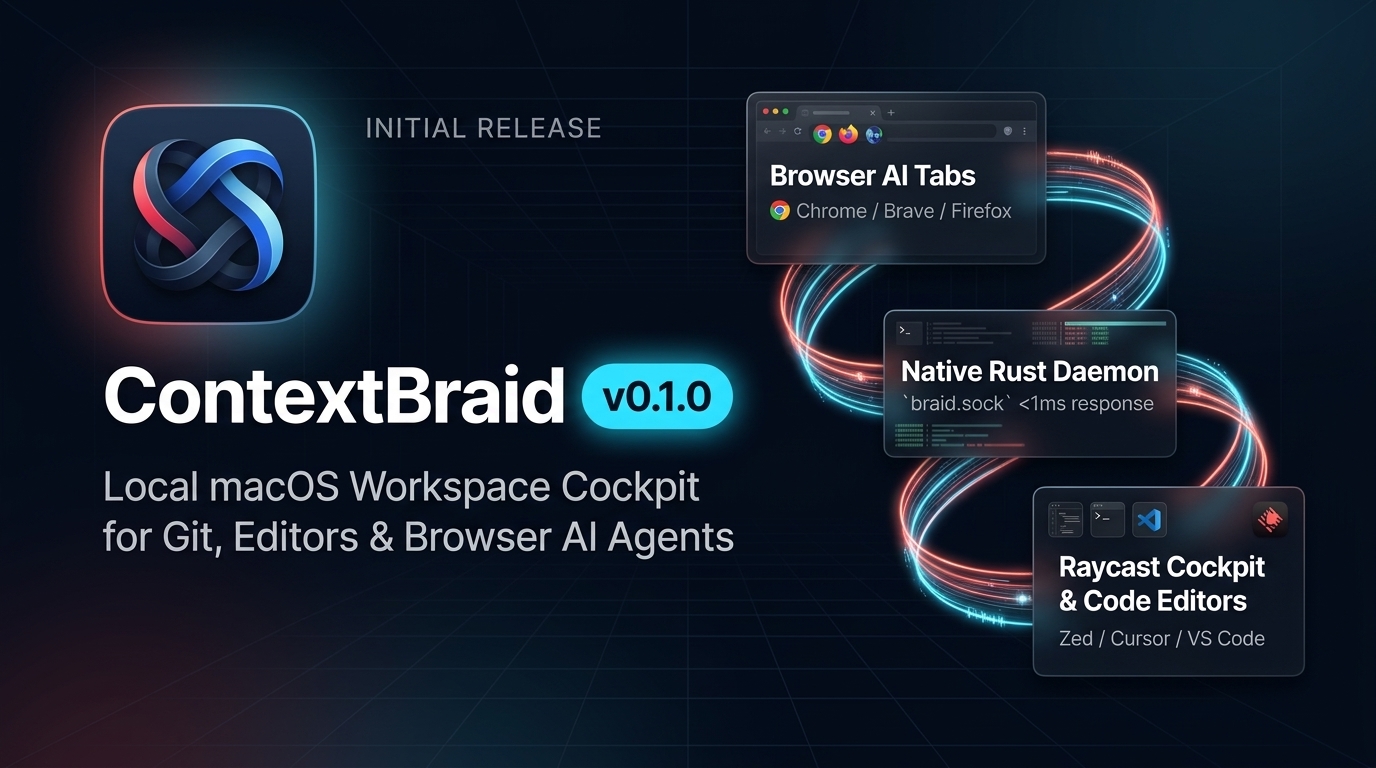 INITIAL RELEASE
ContextBraid v0.1.0
Local macOS Workspace Cockpit
for Git, Editors & Browser AI Agents
Browser AI Tabs
Chrome / Brave / Firefox
>_
Native Rust Daemon
`braid.sock` <1ms response
>_
Raycast Cockpit
& Code Editors
Zed / Cursor / VS Code